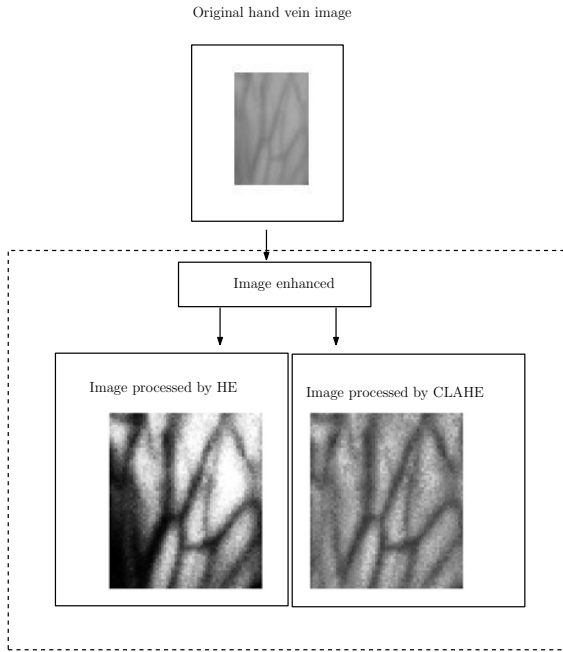 Original hand vein image
Image enhanced
Image processed by HE
Image processed by CLAHE